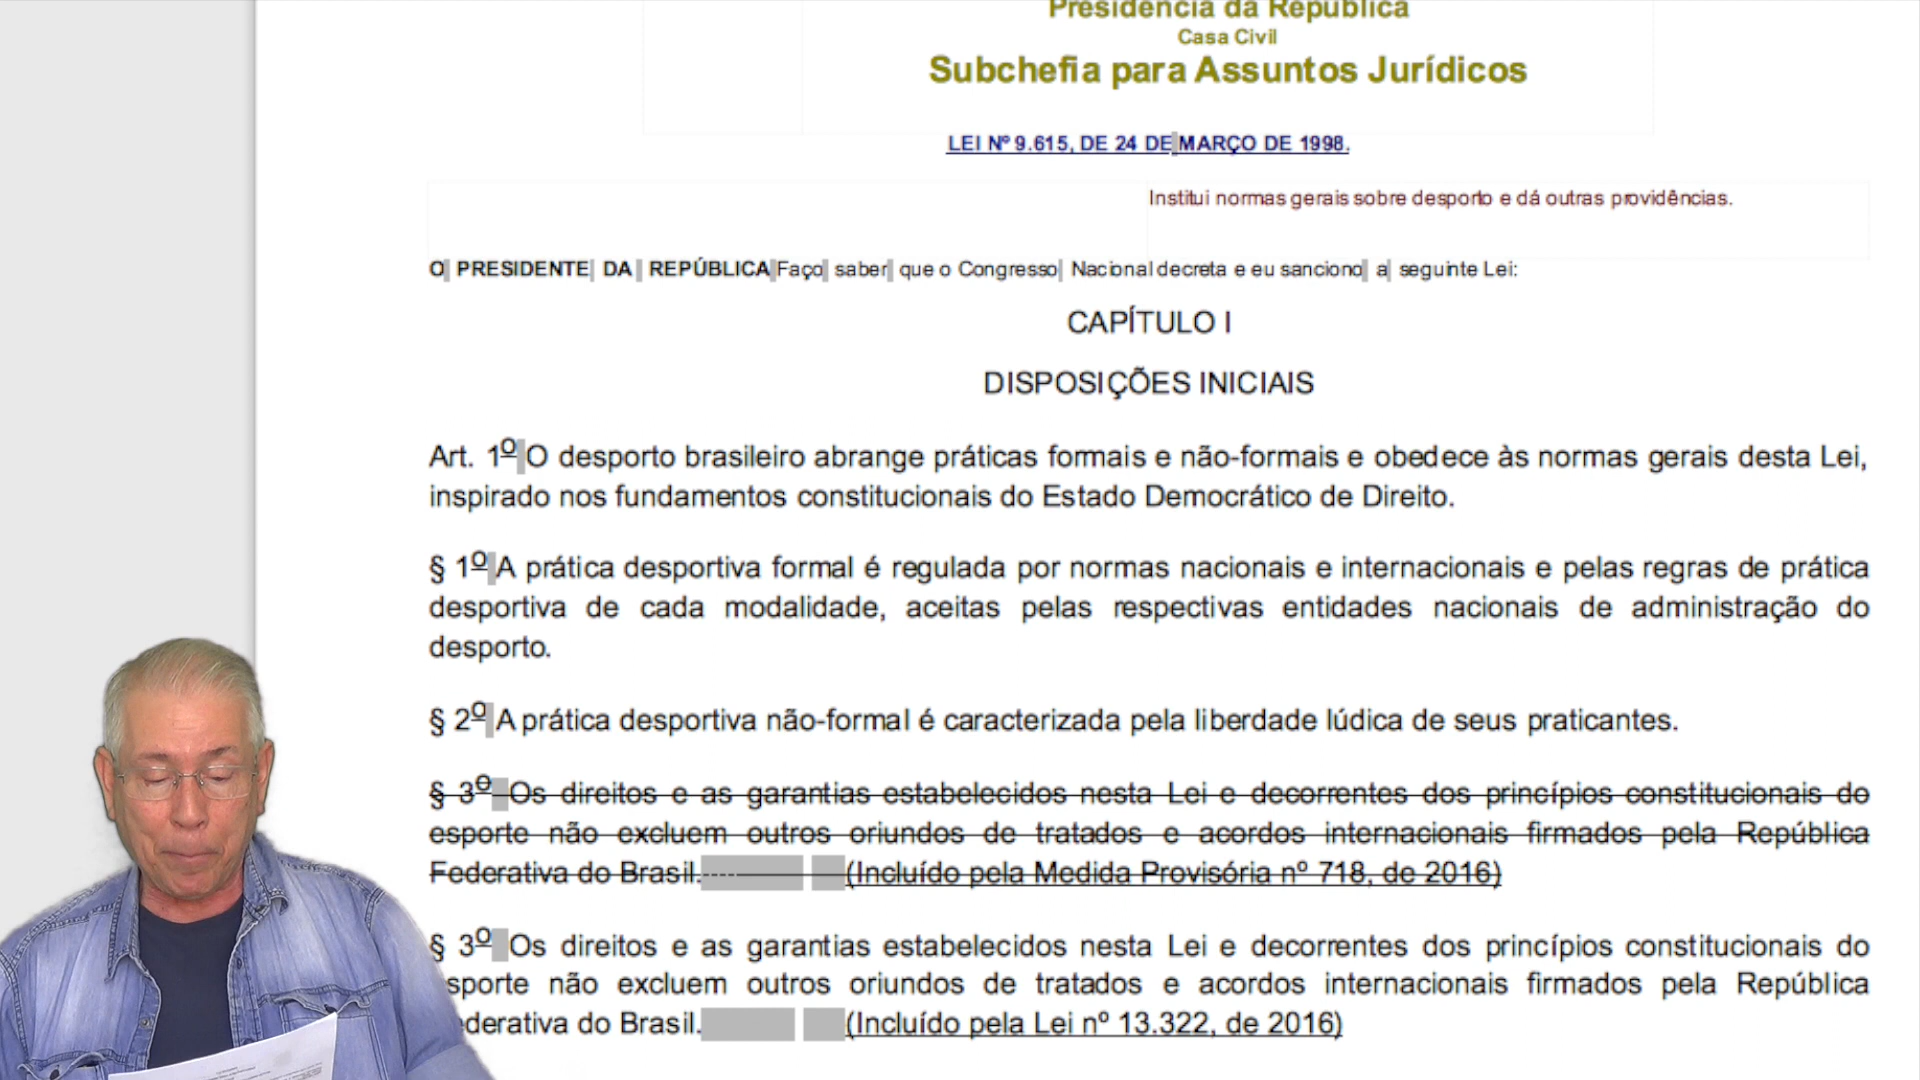 Presidência da República
Casa Civil
Subchefia para Assuntos Jurídicos
LEI Nº 9.615, DE 24 DE MARÇO DE 1998.
Institui normas gerais sobre desporto e dá outras providências.
O PRESIDENTE DA REPÚBLICA Faço saber que o Congresso Nacional decreta e eu sanciono a seguinte Lei:
CAPÍTULO I
DISPOSIÇÕES INICIAIS
Art. 1º O desporto brasileiro abrange práticas formais e não-formais e obedece às normas gerais desta Lei,
inspirado nos fundamentos constitucionais do Estado Democrático de Direito.
§ 1º A prática desportiva formal é regulada por normas nacionais e internacionais e pelas regras de prática
desportiva de cada modalidade, aceitas pelas respectivas entidades nacionais de administração do
desporto.
§ 2º A prática desportiva não-formal é caracterizada pela liberdade lúdica de seus praticantes.
§ 3º Os direitos e as garantias estabelecidos nesta Lei e decorrentes dos princípios constitucionais do
esporte não excluem outros oriundos de tratados e acordos internacionais firmados pela República
Federativa do Brasil. (Incluído pela Medida Provisória nº 718, de 2016)
§ 3º Os direitos e as garantias estabelecidos nesta Lei e decorrentes dos princípios constitucionais do
sporte não excluem outros oriundos de tratados e acordos internacionais firmados pela República
derativa do Brasil. (Incluído pela Lei nº 13.322, de 2016)